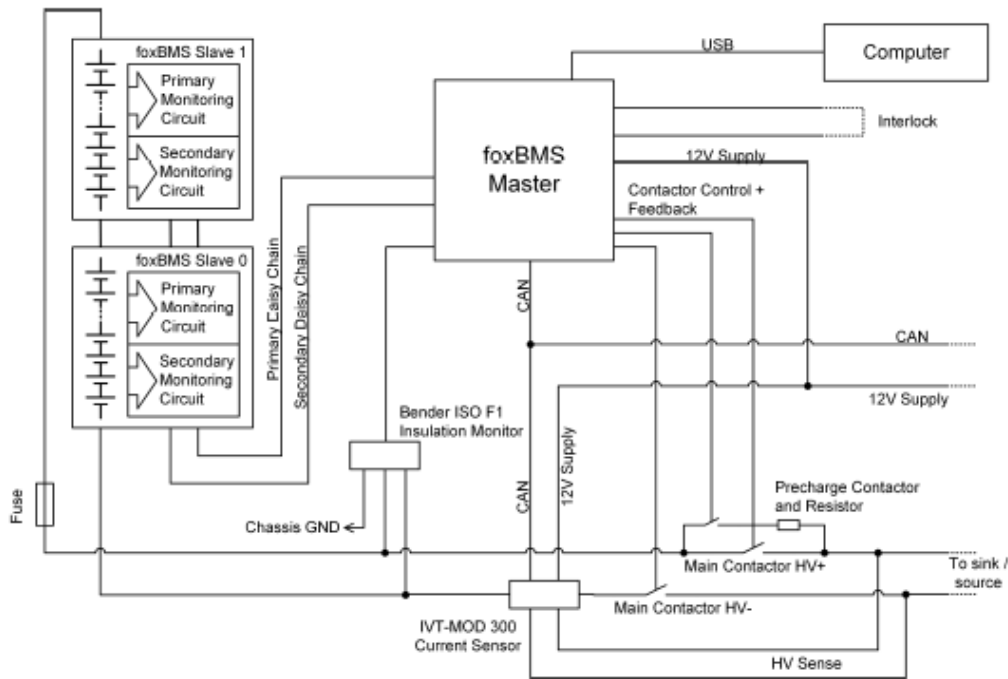 foxBMS Slave 1
Primary
Monitoring
Circuit
Secondary
Monitoring
Circuit
foxBMS Slave 0
Primary
Monitoring
Circuit
Secondary
Monitoring
Circuit
Fuse
Primary Daisy Chain
Secondary Daisy Chain
foxBMS
Master
USB
Computer
Interlock
12V Supply
Contactor Control +
Feedback
CAN
CAN
12V Supply
Bender ISO F1
Insulation Monitor
Chassis GND
CAN
12V Supply
Precharge Contactor
and Resistor
Main Contactor HV+
To sink /
source
Main Contactor HV-
IVT-MOD 300
Current Sensor
HV Sense